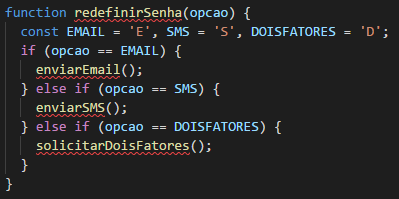 function redefinirSenha(opcao) {
const EMAIL = 'E', SMS = 'S', DOISFATORES = 'D';
if (opcao == EMAIL) {
enviarEmail();
} else if (opcao == SMS) {
enviarSMS();
} else if (opcao == DOISFATORES) {
solicitarDoisFatores();
}
}